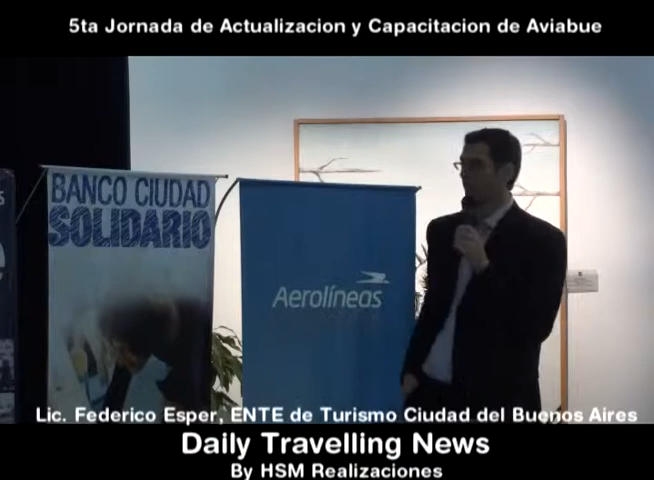 5ta Jornada de Actualizacion y Capacitacion de Aviabue
BANCO CIUDAD
SOLIDARIO
Aerolíneas
Lic. Federico Esper, ENTE de Turismo Ciudad del Buenos Aires
Daily Travelling News
By HSM Realizaciones